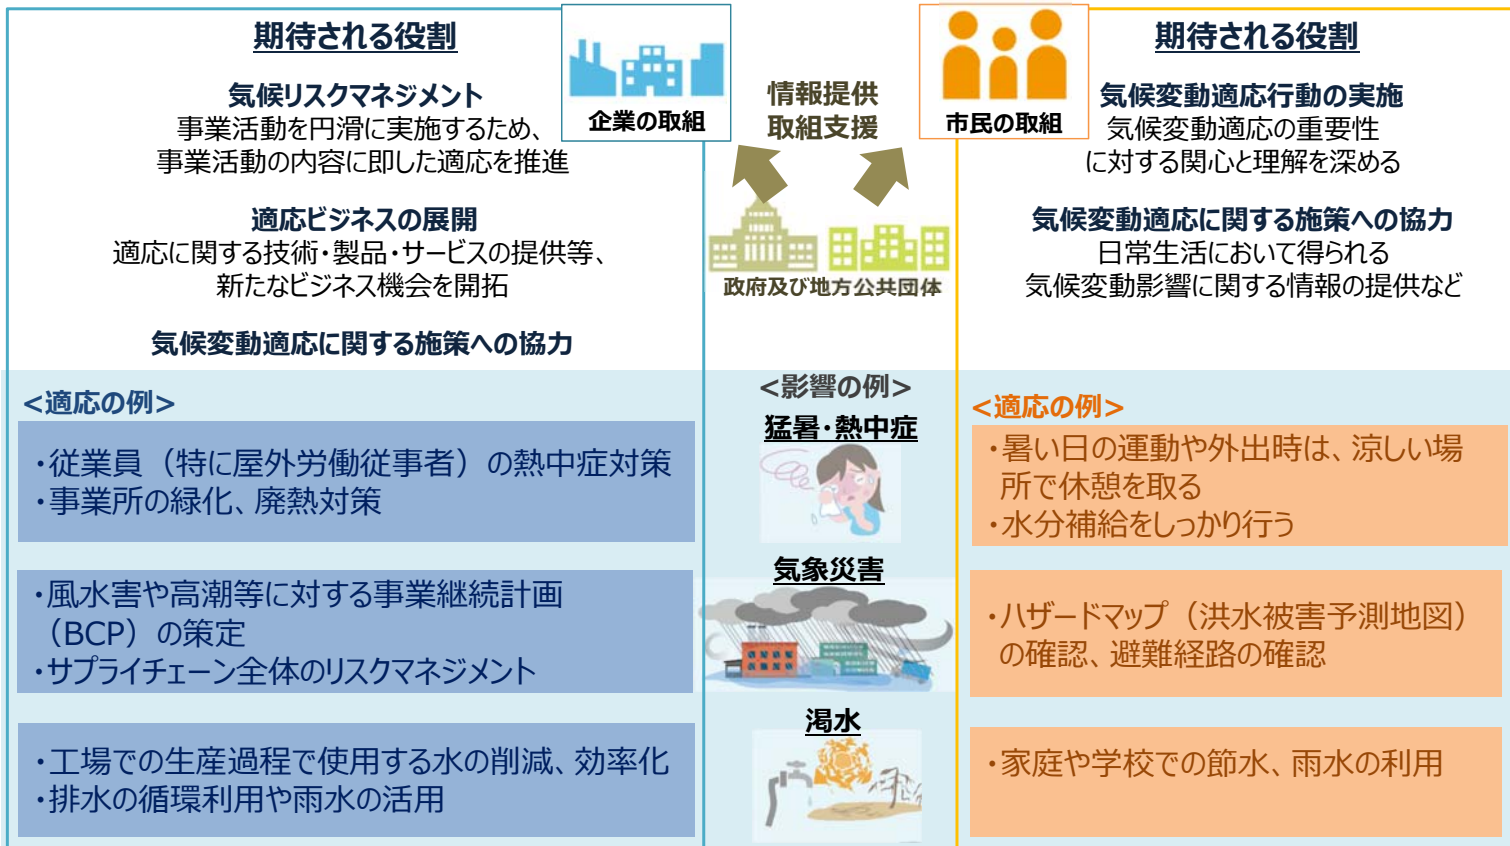 期待される役割
気候リスクマネジメント
事業活動を円滑に実施するため、
事業活動の内容に即した適応を推進
適応ビジネスの展開
適応に関する技術・製品・サービスの提供等、
新たなビジネス機会を開拓
気候変動適応に関する施策への協力
企業の取組
情報提供
取組支援
政府及び地方公共団体
市民の取組
期待される役割
気候変動適応行動の実施
気候変動適応の重要性
に対する関心と理解を深める
気候変動適応に関する施策への協力
日常生活において得られる
気候変動影響に関する情報の提供など
<適応の例>
・従業員（特に屋外労働従事者）の熱中症対策
・事業所の緑化、廃熱対策
・風水害や高潮等に対する事業継続計画
（BCP）の策定
・サプライチェーン全体のリスクマネジメント
・工場での生産過程で使用する水の削減、効率化
・排水の循環利用や雨水の活用
<影響の例>
猛暑・熱中症
気象災害
渇水
<適応の例>
・暑い日の運動や外出時は、涼しい場
所で休憩を取る
・水分補給をしっかり行う
・ハザードマップ（洪水被害予測地図）
の確認、避難経路の確認
・家庭や学校での節水、雨水の利用